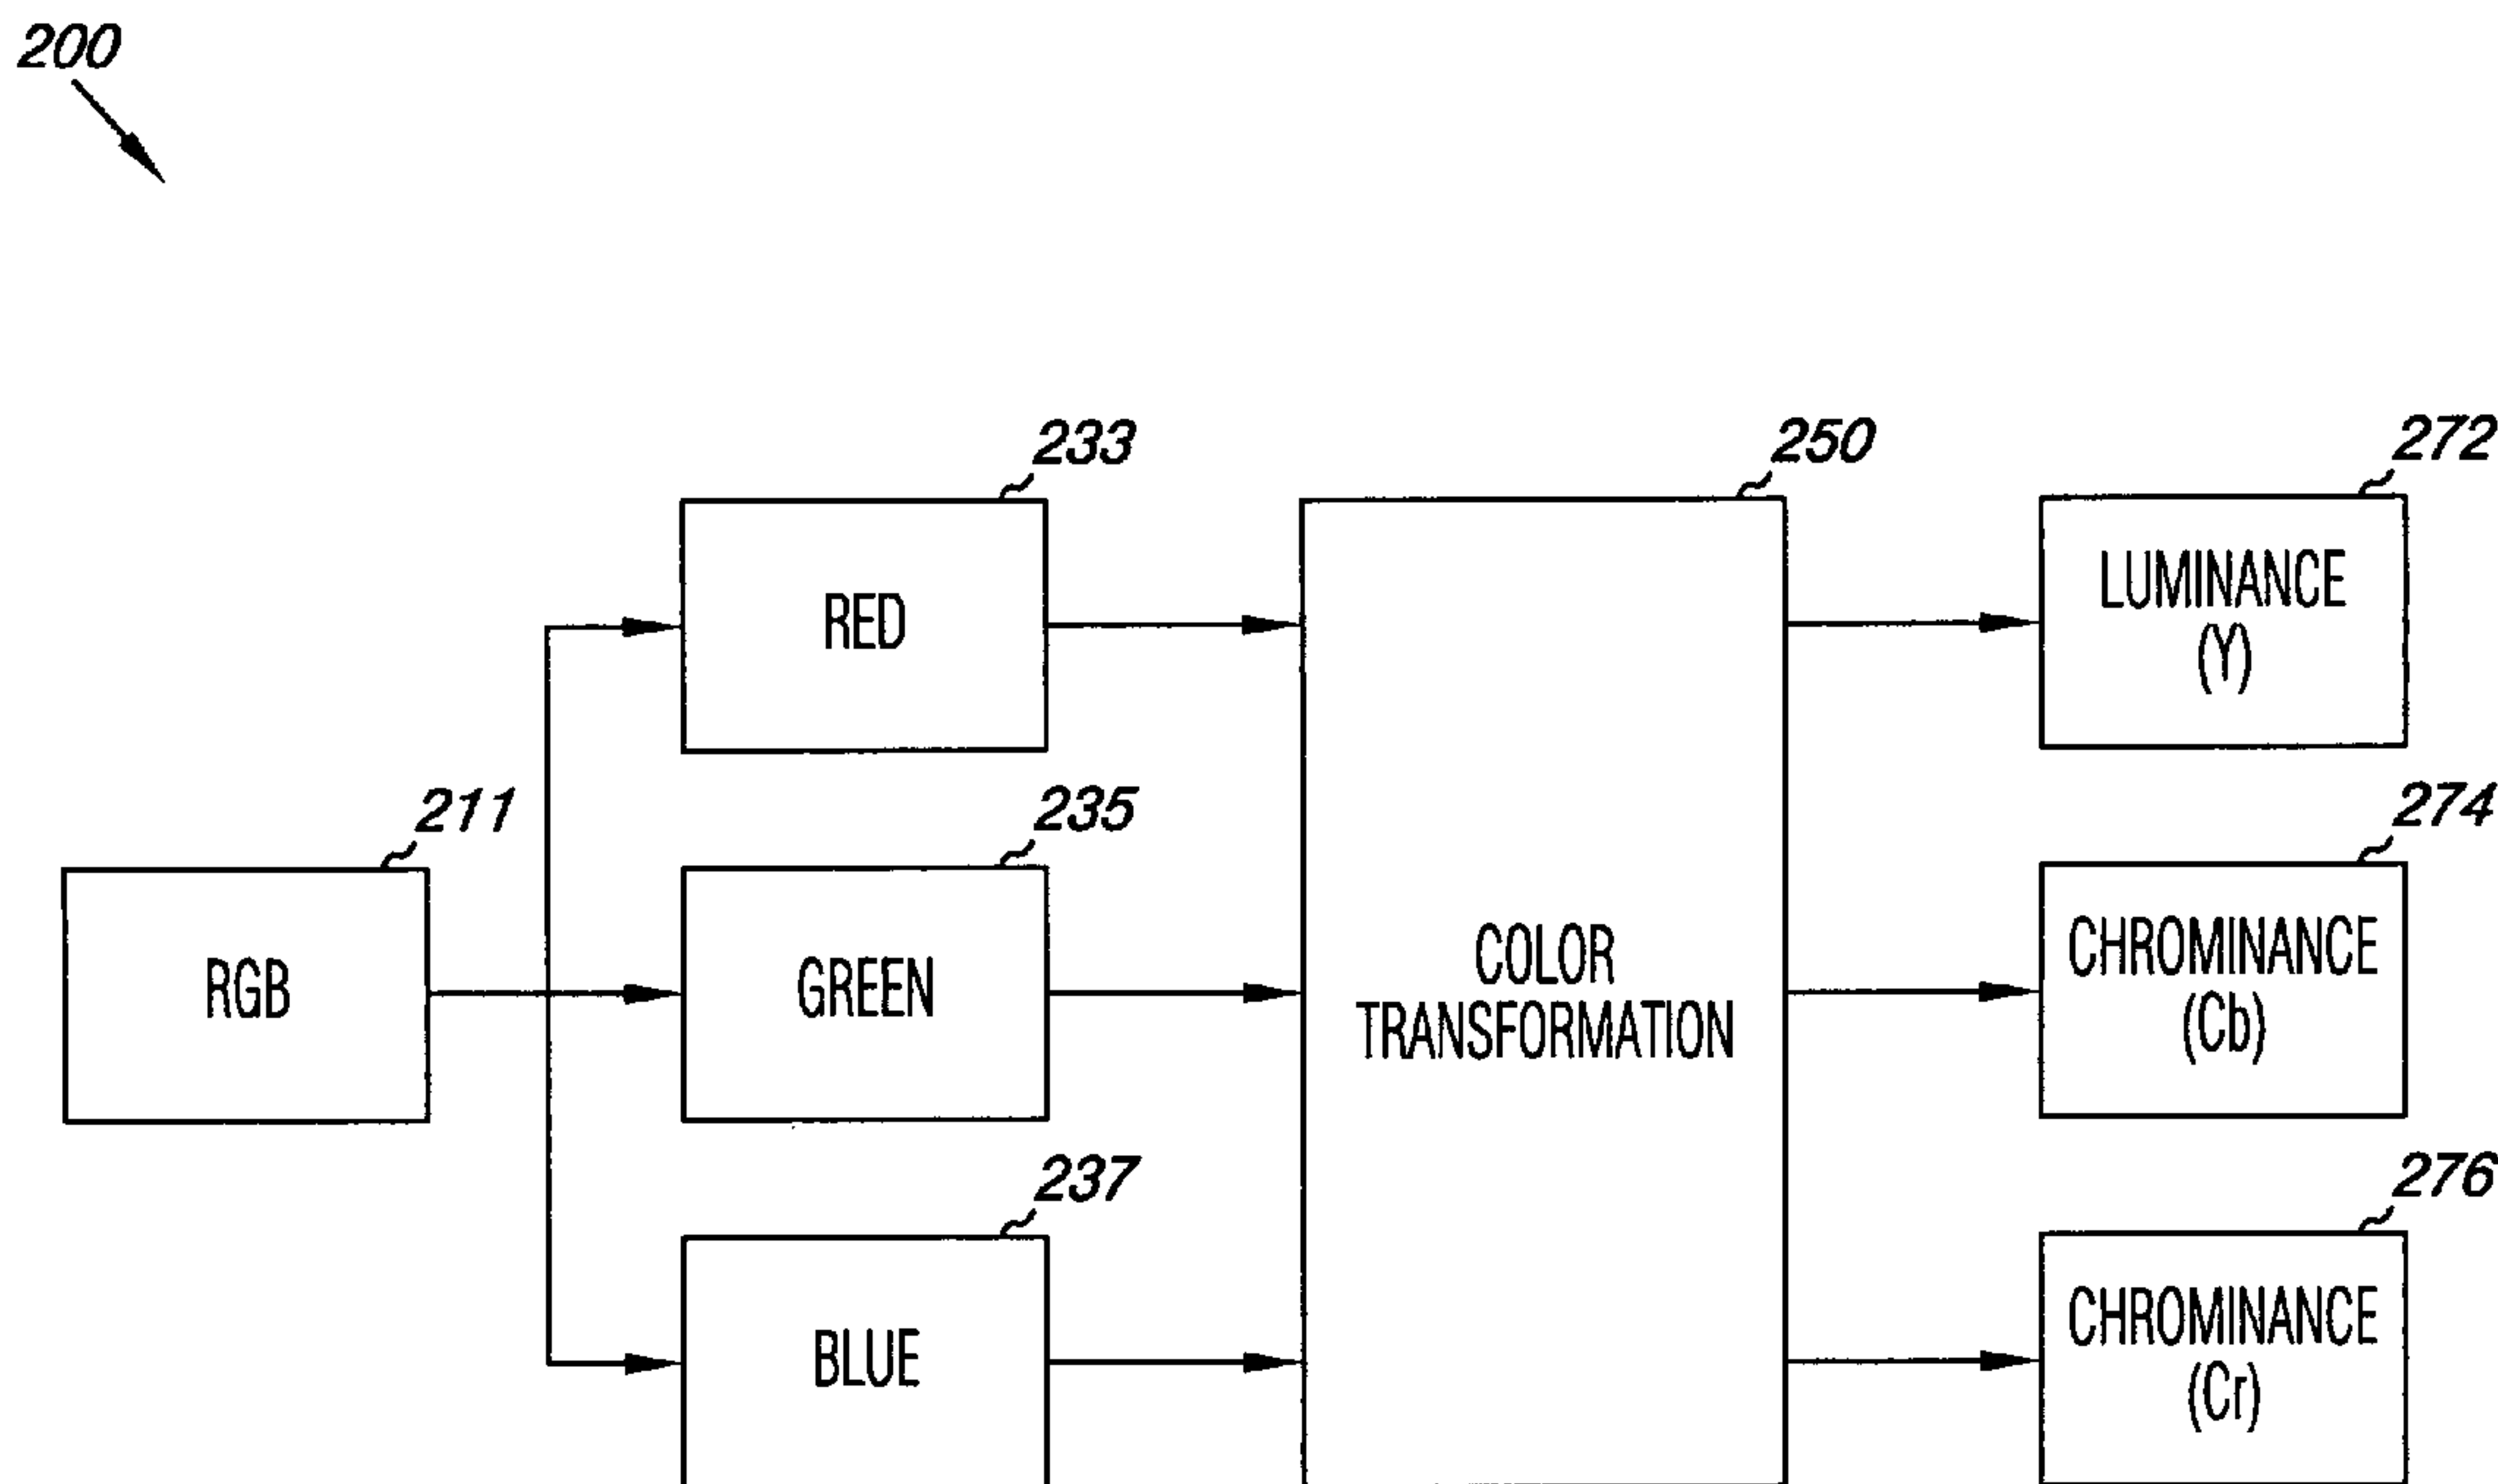 200
233
250
272
RED
LUMINANCE
(Y)
211
235
274
RGB
GREEN
COLOR
TRANSFORMATION
CHROMINANCE
(Cb)
237
276
BLUE
CHROMINANCE
(Cr)